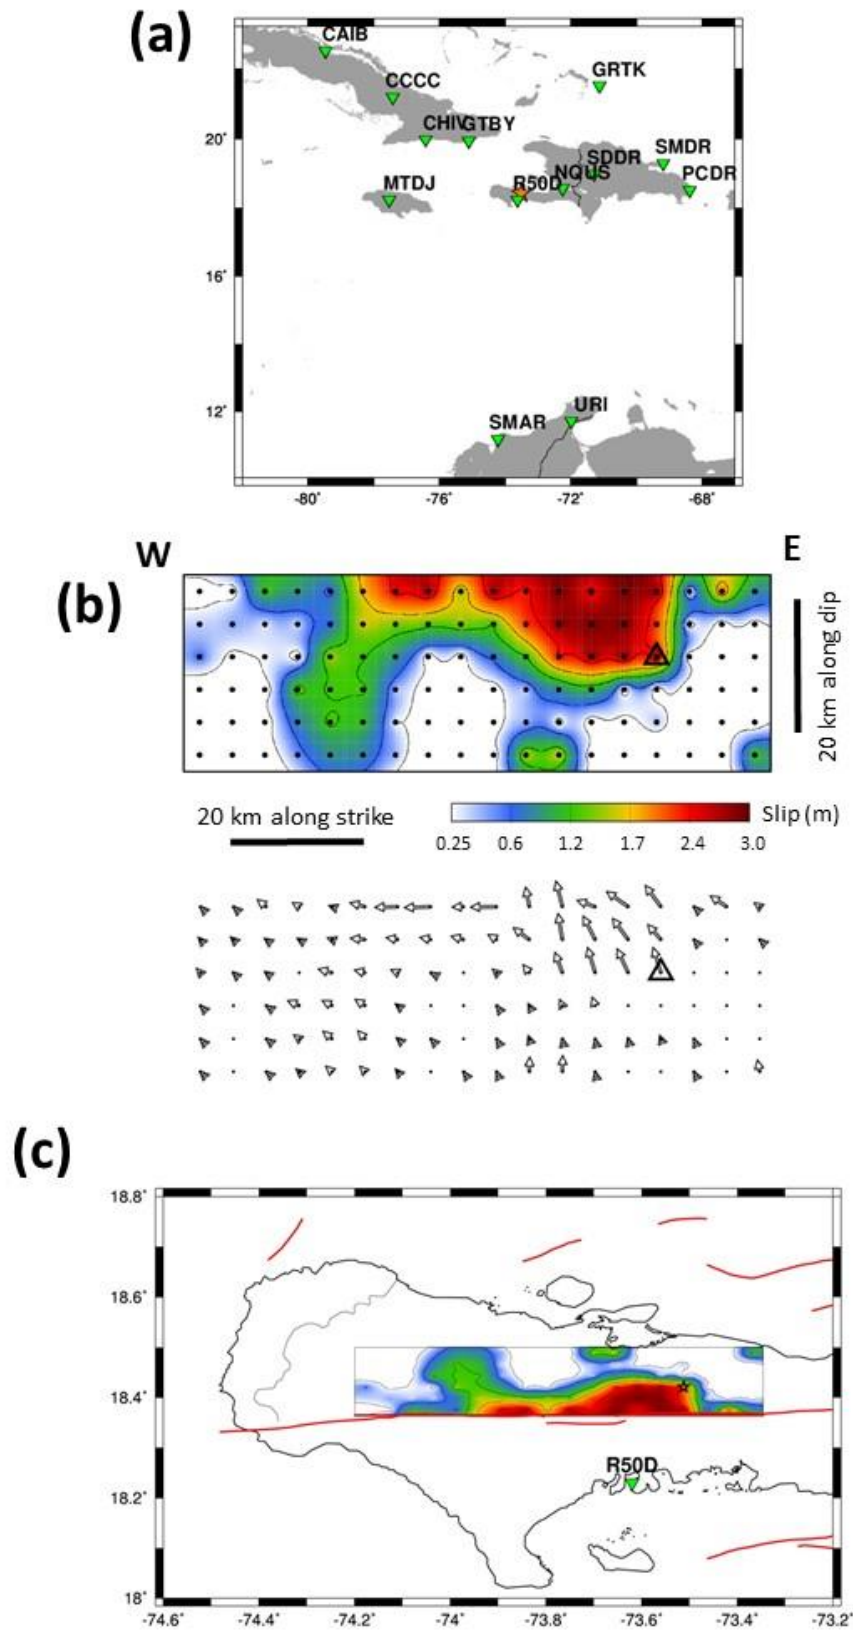 (a)
CAIB
CCCC
GRTK
CHIV GTBY
20°
SDDR
SMDR
NQUS
PCDR
MTDJ
R50D
16°
12°
URI
SMAR
-80°
-76°
-72°
-68°
W
E
(b)
20 km along dip
20 km along strike
Slip (m)
0.25
0.6
1.2
1.7
2.4
3.0
(c)
18.8°
18.6°
18.4°
R50D
18.2°
18°
-74.6°
-74.4°
-74.2°
-74°
-73.8°
-73.6°
-73.4°
-73.2°